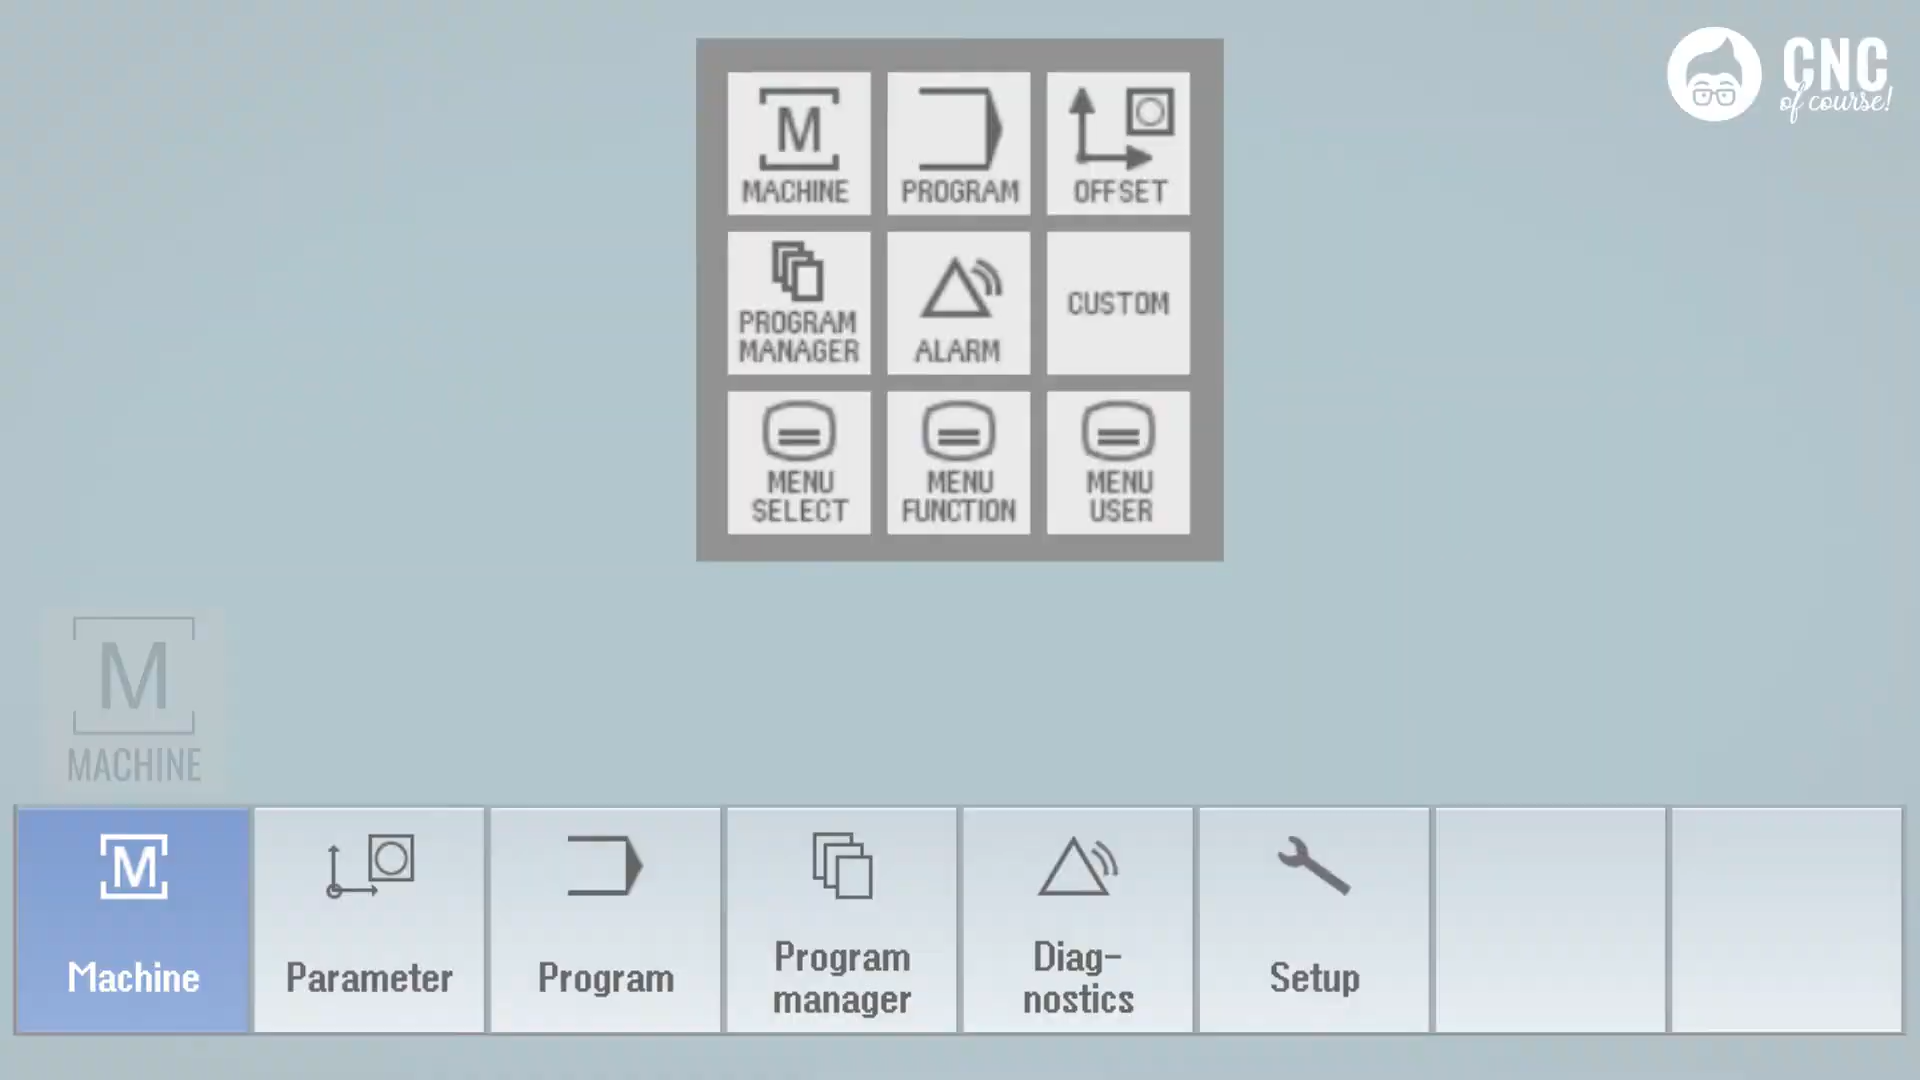 CNC
of course!
M
MACHINE
PROGRAM
OFFSET
PROGRAM
MANAGER
ALARM
CUSTOM
MENU
SELECT
MENU
FUNCTION
MENU
USER
M
MACHINE
M
Machine
Parameter
Program
Program
manager
Diag-
nostics
Setup